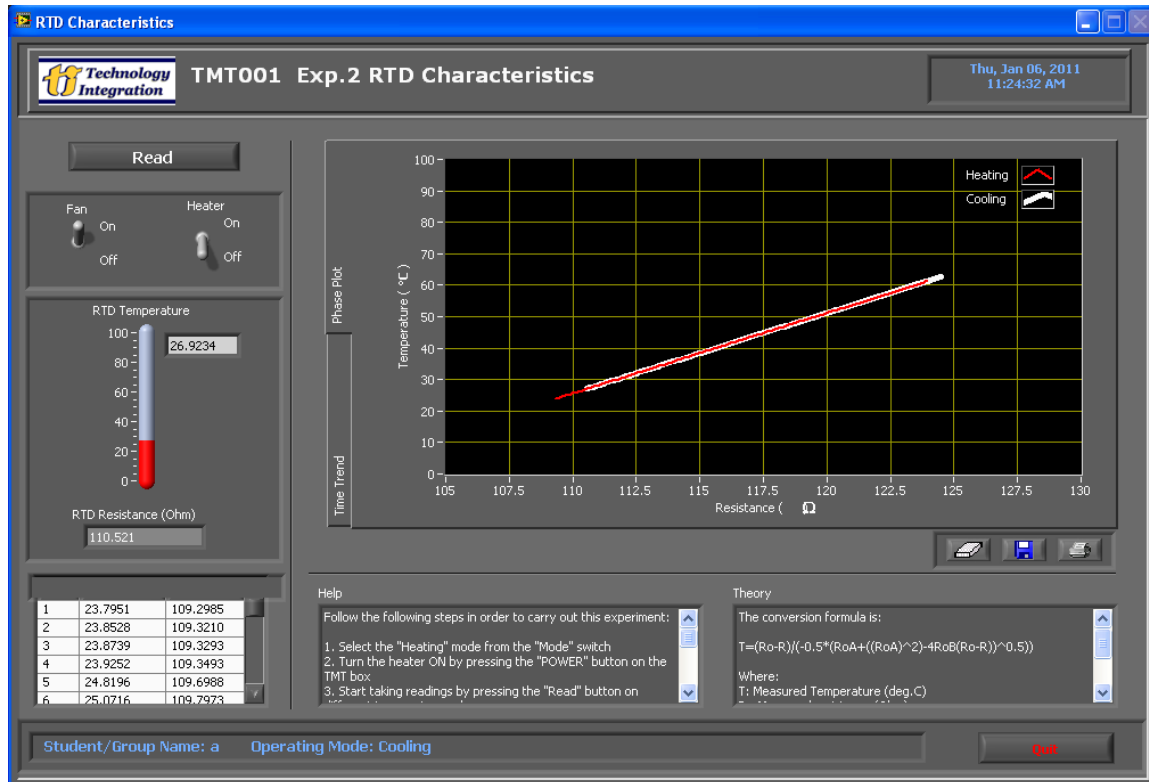 RTD Characteristics
Technology
Integration
TMT001 Exp.2 RTD Characteristics
Thu, Jan 06, 2011
11:24:32 AM
Read
Fan
On
Off
Heater
On
Off
RTD Temperature
100
80
60
40
20
0
26.9234
RTD Resistance (Ohm)
110.521
1 23.7951 109.2985
2 23.8528 109.3210
3 23.8739 109.3293
4 23.9252 109.3493
5 24.8196 109.6988
6 25.0716 109.7973
Phase Plot
Time Trend
Temperature ( °C )
100
90
80
70
60
50
40
30
20
10
0
105 107.5 110 112.5 115 117.5 120 122.5 125 127.5 130
Resistance ( Ω
Heating
Cooling
Help
Follow the following steps in order to carry out this experiment:
1. Select the "Heating" mode from the "Mode" switch
2. Turn the heater ON by pressing the "POWER" button on the
TMT box
3. Start taking readings by pressing the "Read" button on
Theory
The conversion formula is:
T=(Ro-R)/(-0.5*(RoA+((RoA)^2)-4RoB(Ro-R))^0.5))
Where:
T: Measured Temperature (deg.C)
Student/Group Name: a Operating Mode: Cooling
Quit